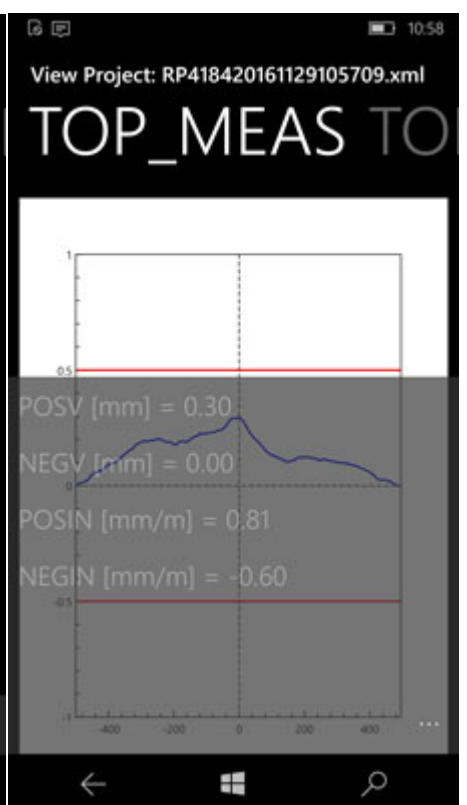 10:58
View Project: RP418420161129105709.xml
TOP_MEAS TO
1
0.5
POSV [mm] = 0.30
NEGV [mm] = 0.00
0
POSIN [mm/m] = 0.81
NEGIN [mm/m] = -0.60
-0.5
-1
-400 -200 0 200 400
...